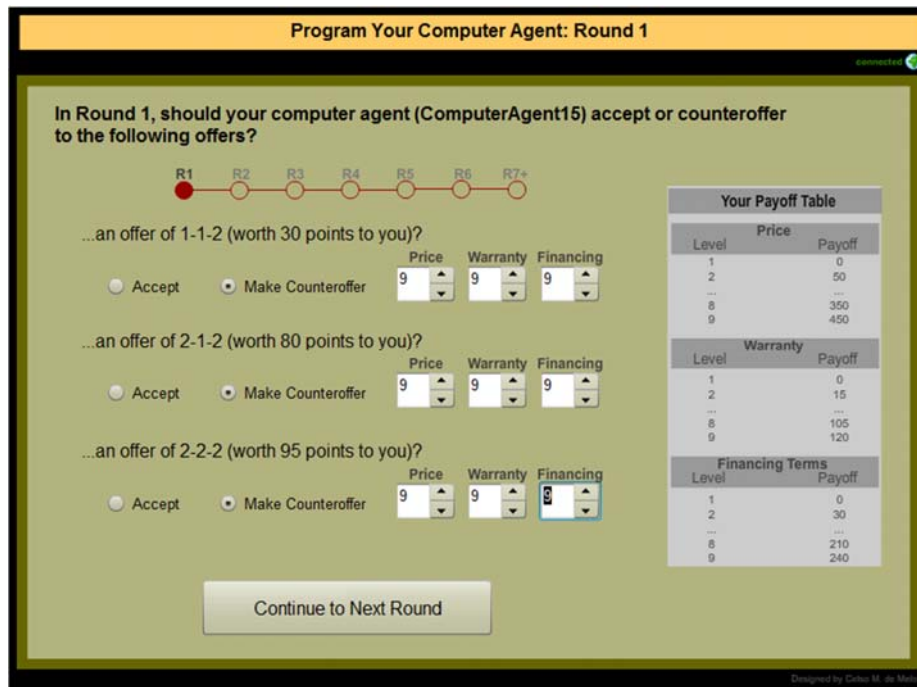 Program Your Computer Agent: Round 1
connected
In Round 1, should your computer agent (ComputerAgent15) accept or counteroffer
to the following offers?
R1 R2 R3 R4 R5 R6 R7+
...an offer of 1-1-2 (worth 30 points to you)?
Price Warranty Financing
Accept Make Counteroffer 9 9 9
...an offer of 2-1-2 (worth 80 points to you)?
Price Warranty Financing
Accept Make Counteroffer 9 9 9
...an offer of 2-2-2 (worth 95 points to you)?
Price Warranty Financing
Accept Make Counteroffer 9 9 9
Continue to Next Round
Your Payoff Table
Price
Level Payoff
1 0
2 50
... ...
8 350
9 450
Warranty
Level Payoff
1 0
2 15
... ...
8 105
9 120
Financing Terms
Level Payoff
1 0
2 30
... ...
8 210
9 240
Designed by Celso M. de